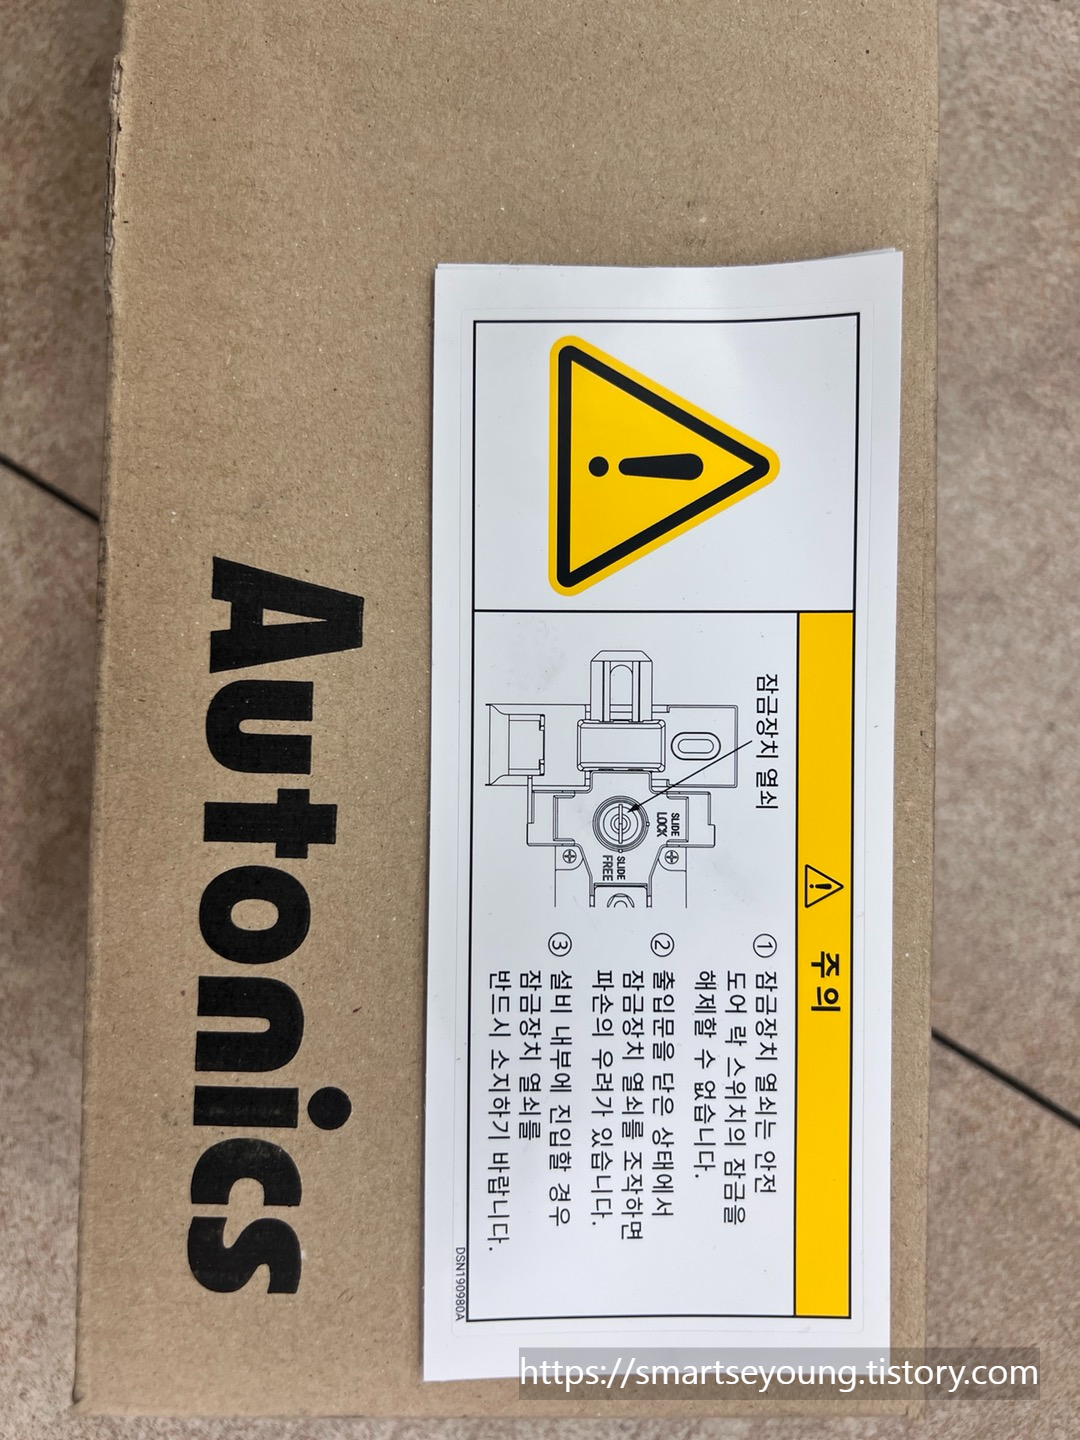 Autonics
⚠ 주의
잠금장치 열쇠
SLIDE
LOCK
SLIDE
FREE
① 잠금장치 열쇠는 안전
도어 락 스위치의 잠금을
해제할 수 없습니다.
② 출입문을 닫은 상태에서
잠금장치 열쇠를 조작하면
파손의 우려가 있습니다.
③ 설비 내부에 진입할 경우
잠금장치 열쇠를
반드시 소지하기 바랍니다.
DSN190980A
https://smartseyoung.tistory.com